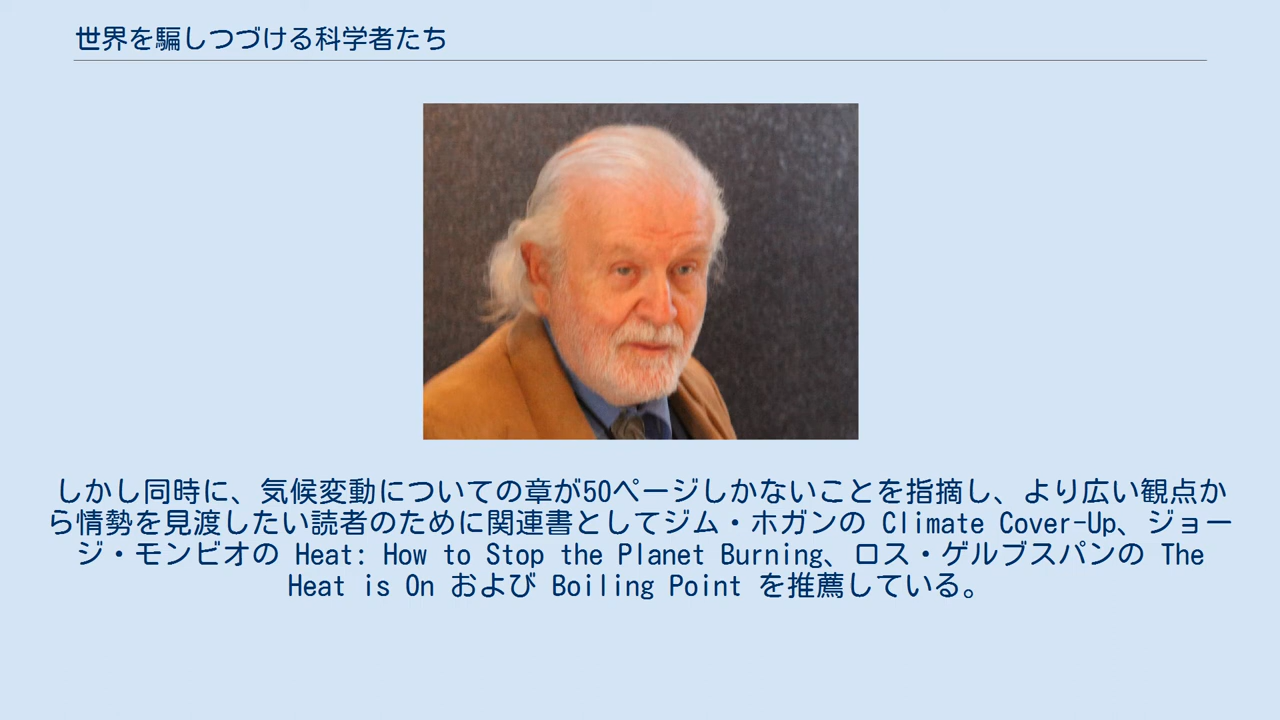 世界を騙しつづける科学者たち
しかし同時に、気候変動についての章が50ページしかないことを指摘し、より広い観点か
ら情勢を見渡したい読者のために関連書としてジム・ホガンの Climate Cover-Up、ジョー
ジ・モンビオの Heat: How to Stop the Planet Burning、ロス・ゲルブスパンの The
Heat is On および Boiling Point を推薦している。